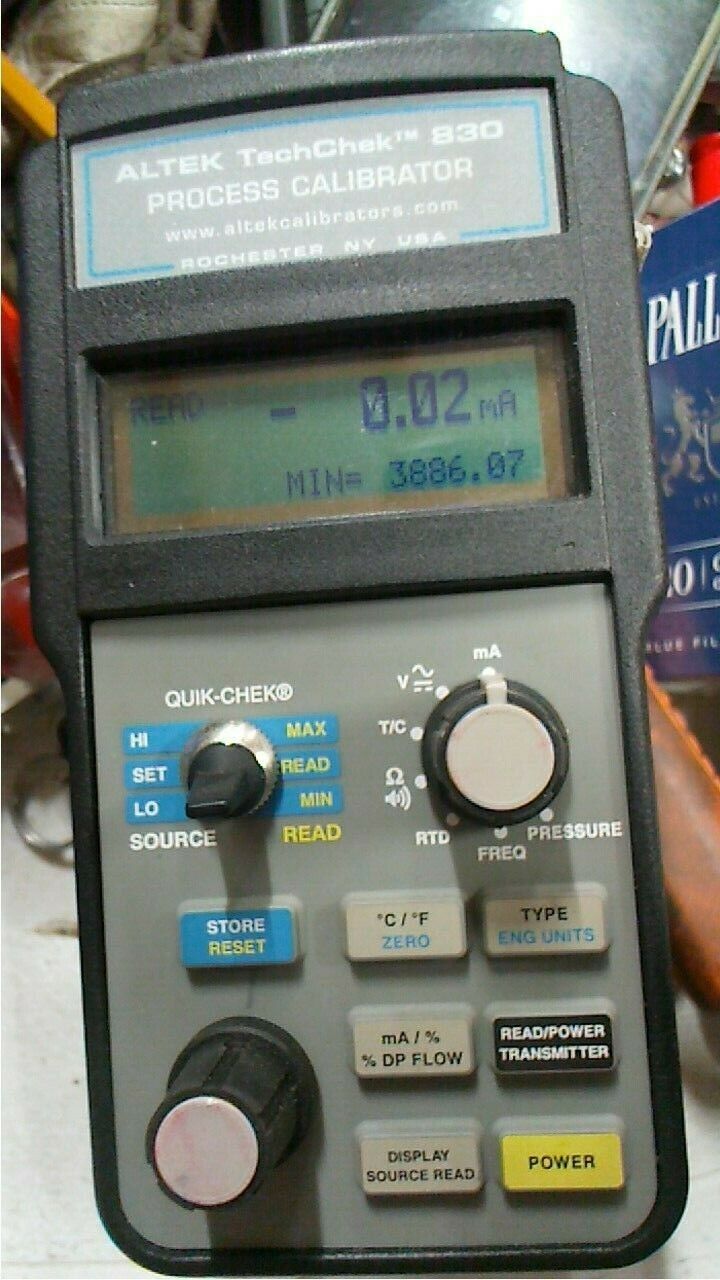 ALTEK TechChek™ 830
PROCESS CALIBRATOR
www.altekcalibrators.com
ROCHESTER NY USA
READ - 0.02 mA
MIN= 3886.07
PALL
BLUE FIL
QUIK-CHEK®
HI MAX
SET READ
LO MIN
SOURCE READ
mA
V
T/C
Ω
RTD
FREQ
PRESSURE
STORE
RESET
°C / °F
ZERO
TYPE
ENG UNITS
mA / %
% DP FLOW
READ/POWER
TRANSMITTER
DISPLAY
SOURCE READ
POWER